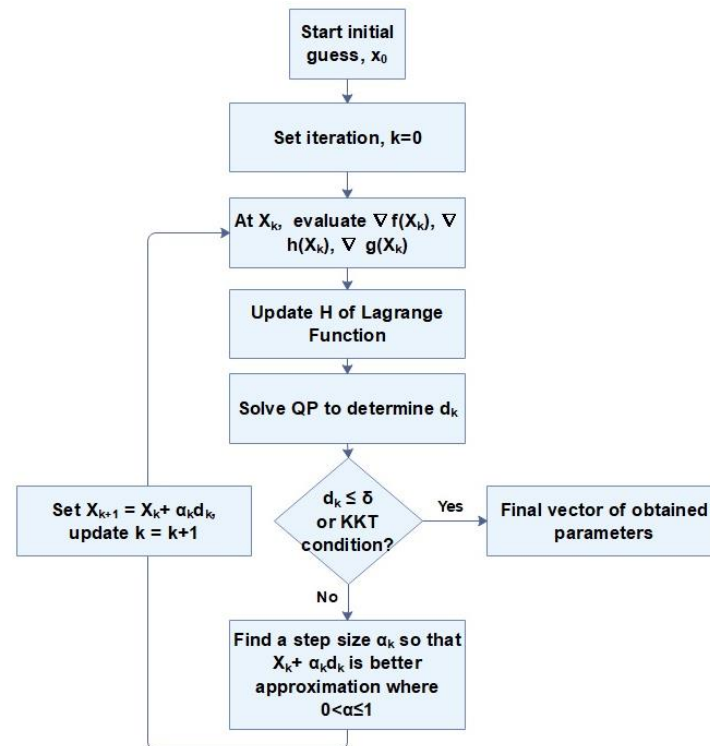 Start initial
guess, x₀
Set iteration, k=0
At Xₖ, evaluate ∇ f(Xₖ), ∇
h(Xₖ), ∇ g(Xₖ)
Update H of Lagrange
Function
Solve QP to determine dₖ
dₖ ≤ δ
or KKT
condition?
Yes
Final vector of obtained
parameters
No
Find a step size αₖ so that
Xₖ+ αₖdₖ is better
approximation where
0<α≤1
Set Xₖ₊₁ = Xₖ+ αₖdₖ,
update k = k+1